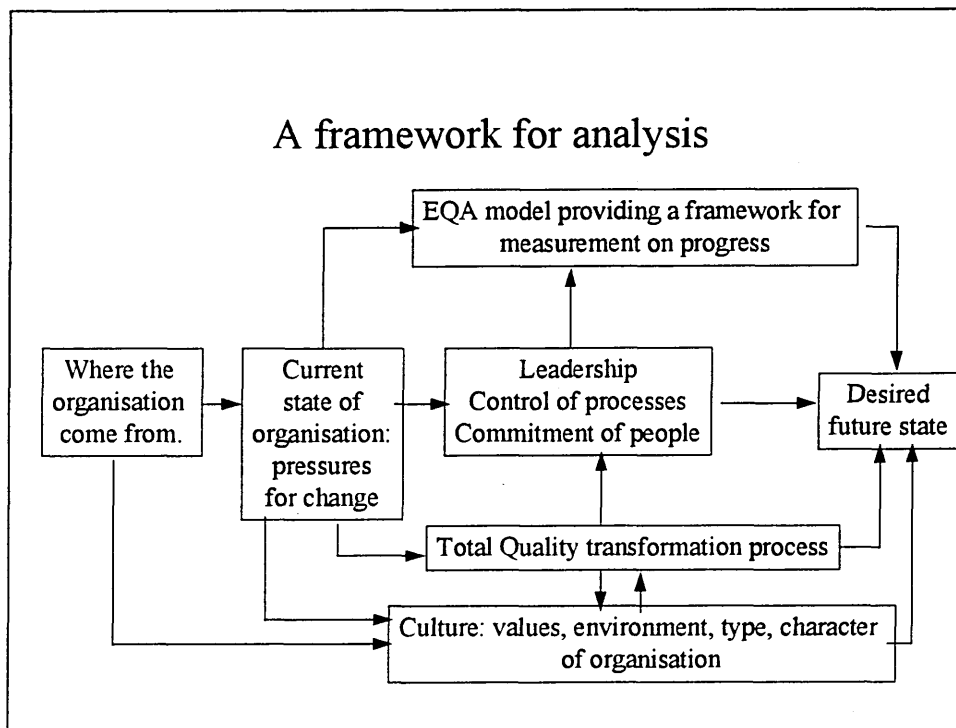 A framework for analysis
EQA model providing a framework for
measurement on progress
Where the
organisation
come from.
Current
state of
organisation:
pressures
for change
Leadership
Control of processes
Commitment of people
Desired
future state
Total Quality transformation process
Culture: values, environment, type, character
of organisation